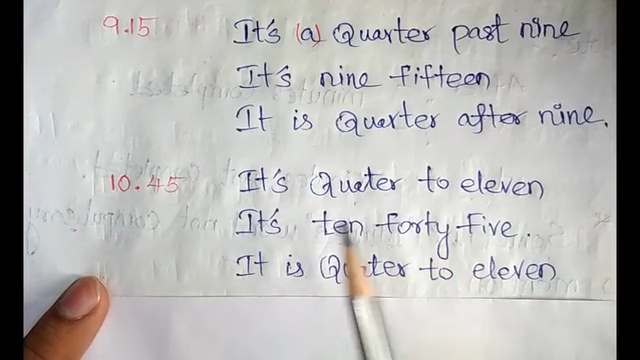 9.15 It's (a) Quarter past nine
It's nine fifteen
It is Quarter after nine.
10.45 It's Quater to eleven
It's ten forty five.
It is to eleven